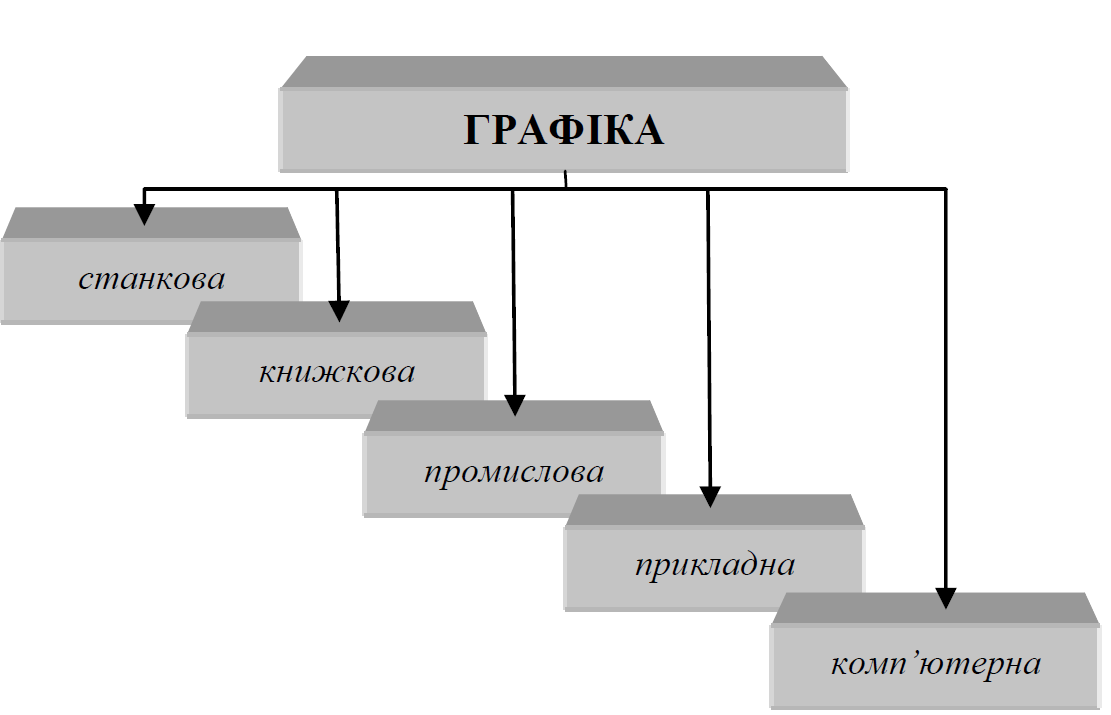 ГРАФІКА
станкова
книжкова
промислова
прикладна
комп’ютерна